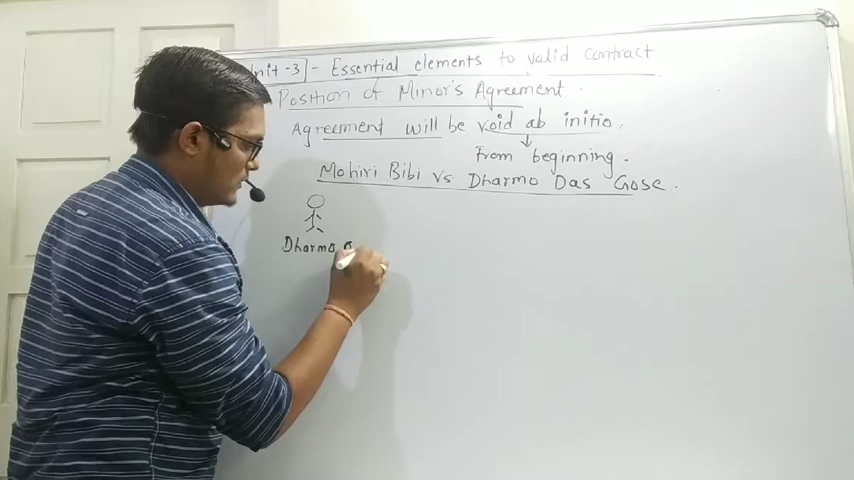 Unit -3] - Essential elements to valid Contract
Position of Minor's Agreement.
Agreement will be void ab initio.
From beginning.
Mohiri Bibi vs Dharmo Das Gose.
Dharmo